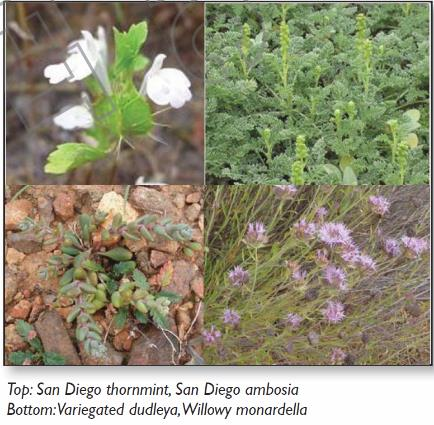 Top: San Diego thornmint, San Diego ambosia
Bottom: Variegated dudleya, Willowy monardella